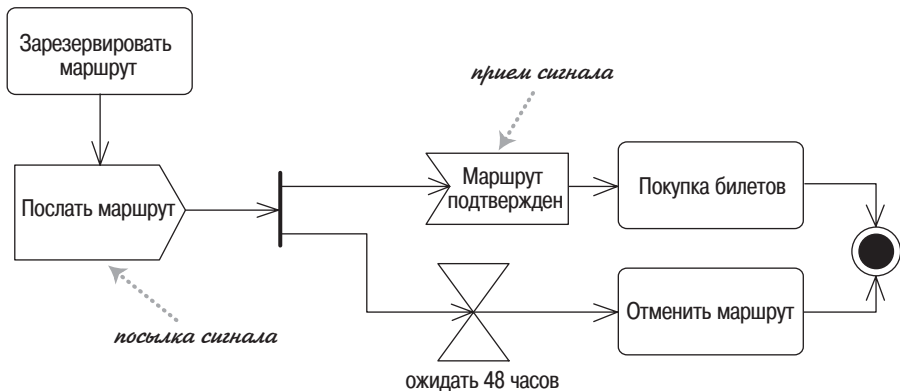 Зарезервировать
маршрут
прием сигнала
Послать маршрут
Маршрут
подтвержден
Покупка билетов
Отменить маршрут
посылка сигнала
ожидать 48 часов